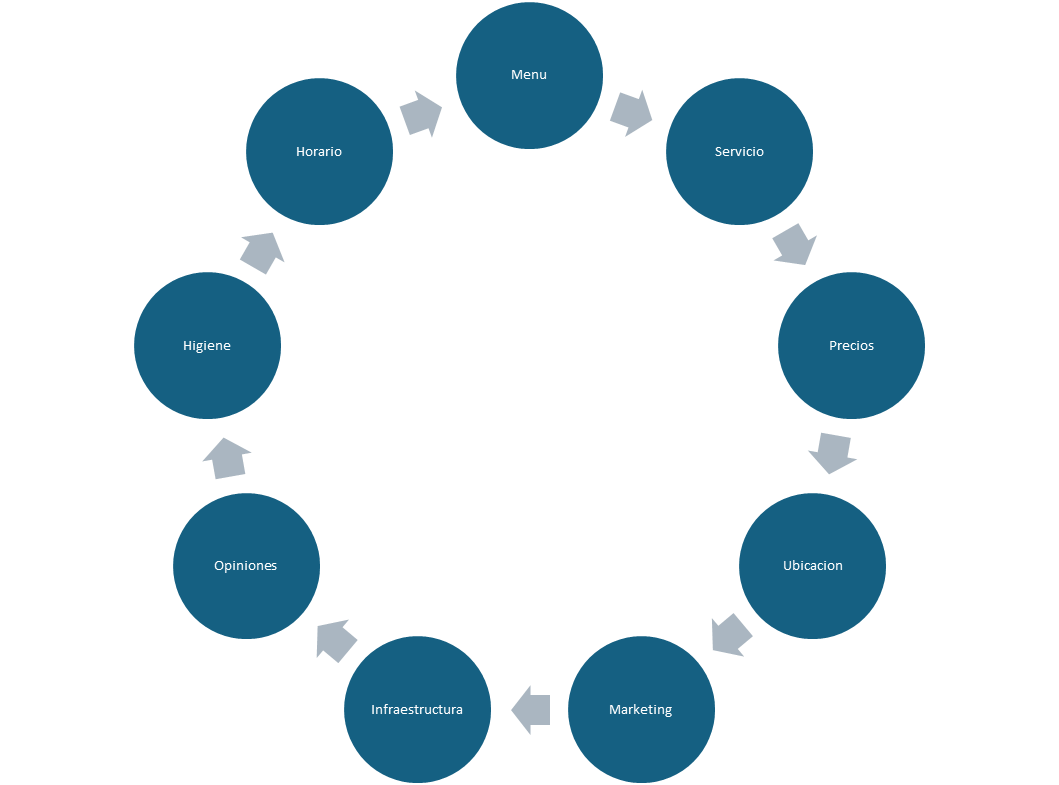 Menu
Servicio
Precios
Ubicacion
Marketing
Infraestructura
Opiniones
Higiene
Horario